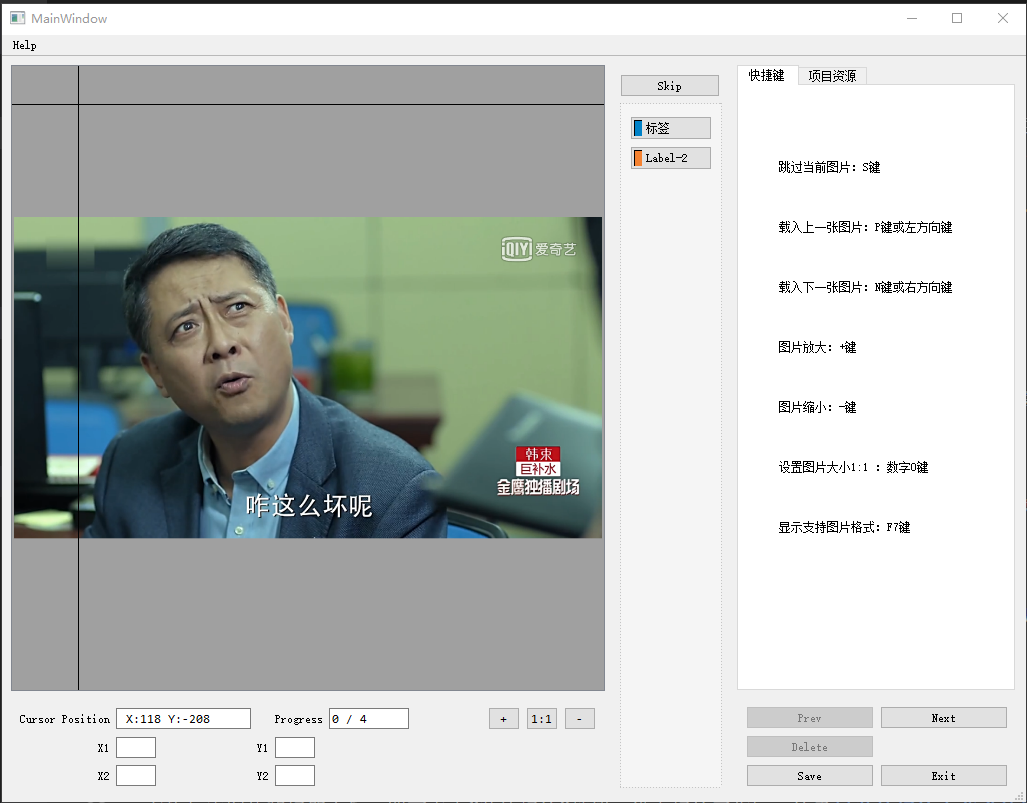 MainWindow
Help
Skip
标签
Label-2
快捷键
项目资源
跳过当前图片: S键
载入上一张图片: P键或左方向键
载入下一张图片: N键或右方向键
图片放大: +键
图片缩小: -键
设置图片大小1:1 : 数字0键
显示支持图片格式: F7键
iQIY 爱奇艺
韩束
巨补水
金鹰独播剧场
咋这么坏呢
Cursor Position
X:118 Y:-208
Progress
0 / 4
+
1:1
-
X1
Y1
X2
Y2
Prev
Next
Delete
Save
Exit